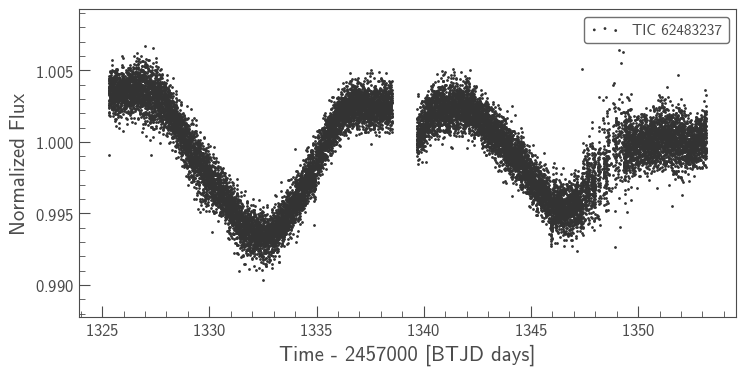 TIC 62483237
1.005
1.000
0.995
0.990
Normalized Flux
1325 1330 1335 1340 1345 1350
Time - 2457000 [BTJD days]